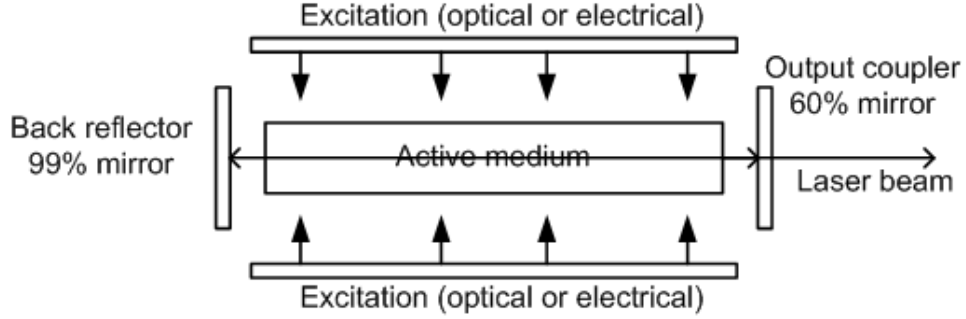 Excitation (optical or electrical)
Output coupler
60% mirror
Back reflector
99% mirror
Active medium
Laser beam
Excitation (optical or electrical)